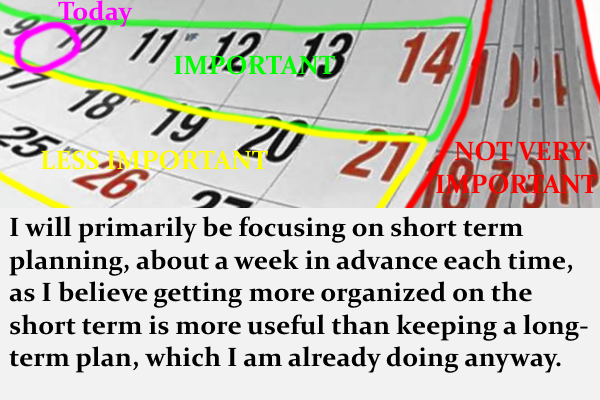 Today
9 10 11 12 13 14
IMPORTANT
17 18 19 20 21
LESS IMPORTANT
NOT VERY
IMPORTANT
25 26 27
I will primarily be focusing on short term
planning, about a week in advance each time,
as I believe getting more organized on the
short term is more useful than keeping a long-
term plan, which I am already doing anyway.